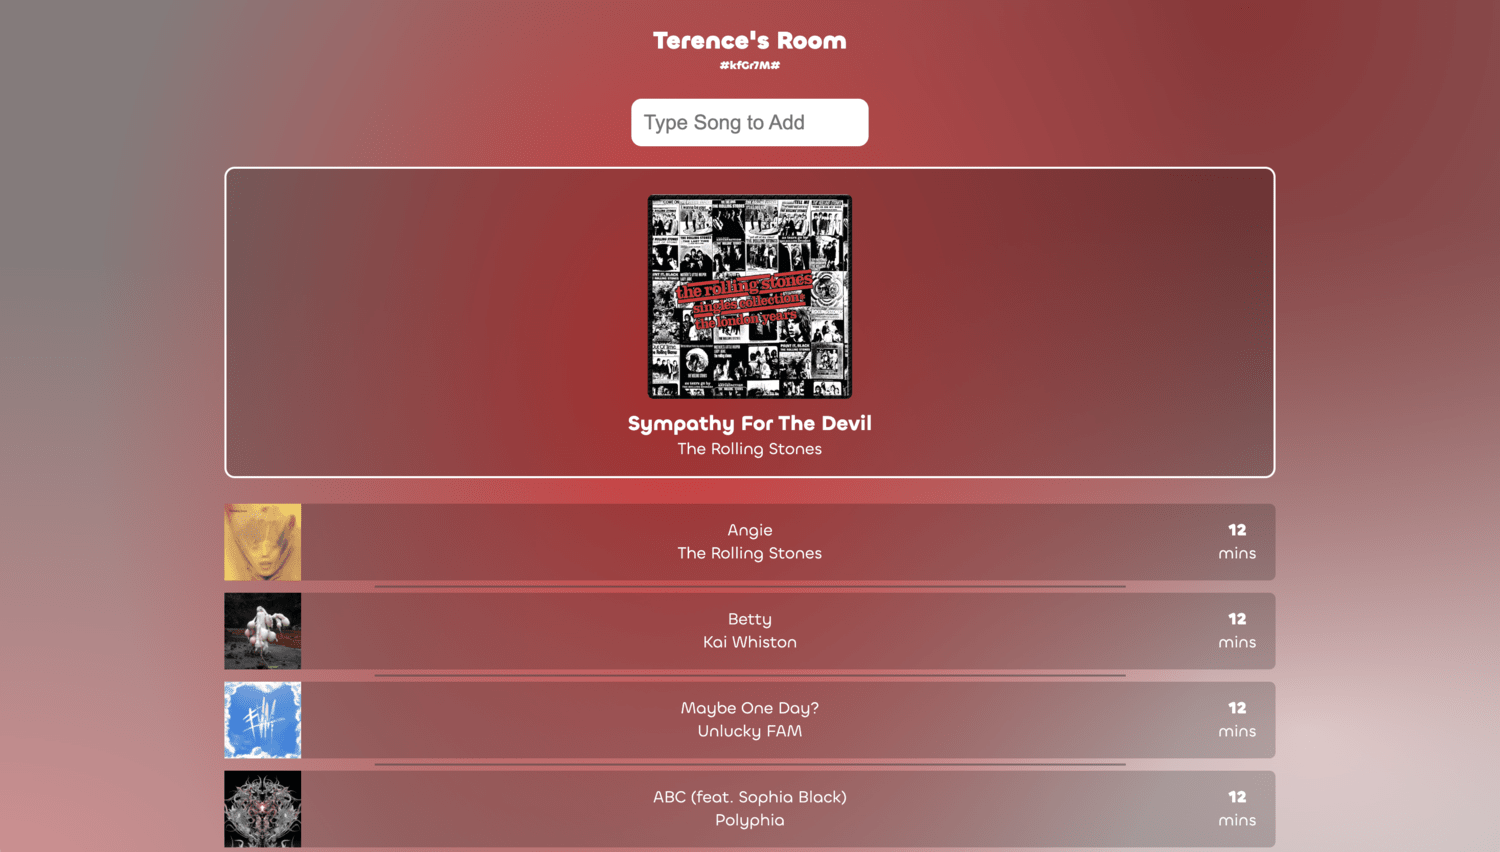 Terence's Room
#kfGr7M#
Type Song to Add
the rolling stones
singles collection*
the london years
Sympathy For The Devil
The Rolling Stones
Angie
The Rolling Stones
12
mins
Betty
Kai Whiston
12
mins
Maybe One Day?
Unlucky FAM
12
mins
ABC (feat. Sophia Black)
Polyphia
12
mins